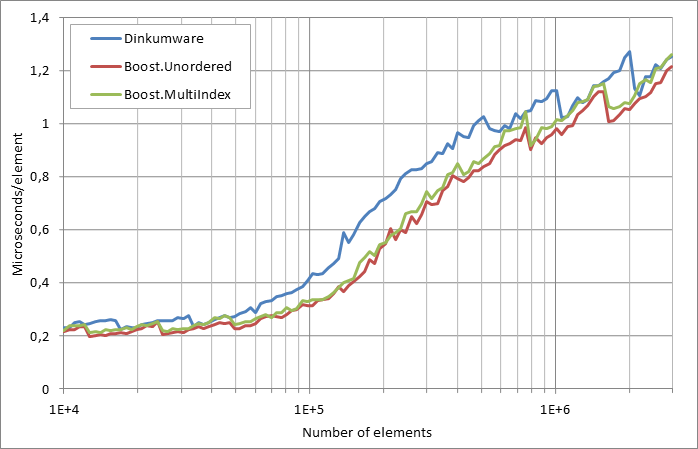 1,4
1,2
1
0,8
0,6
0,4
0,2
0
Microseconds/element
Dinkumware
Boost.Unordered
Boost.MultiIndex
1E+4
1E+5
1E+6
Number of elements